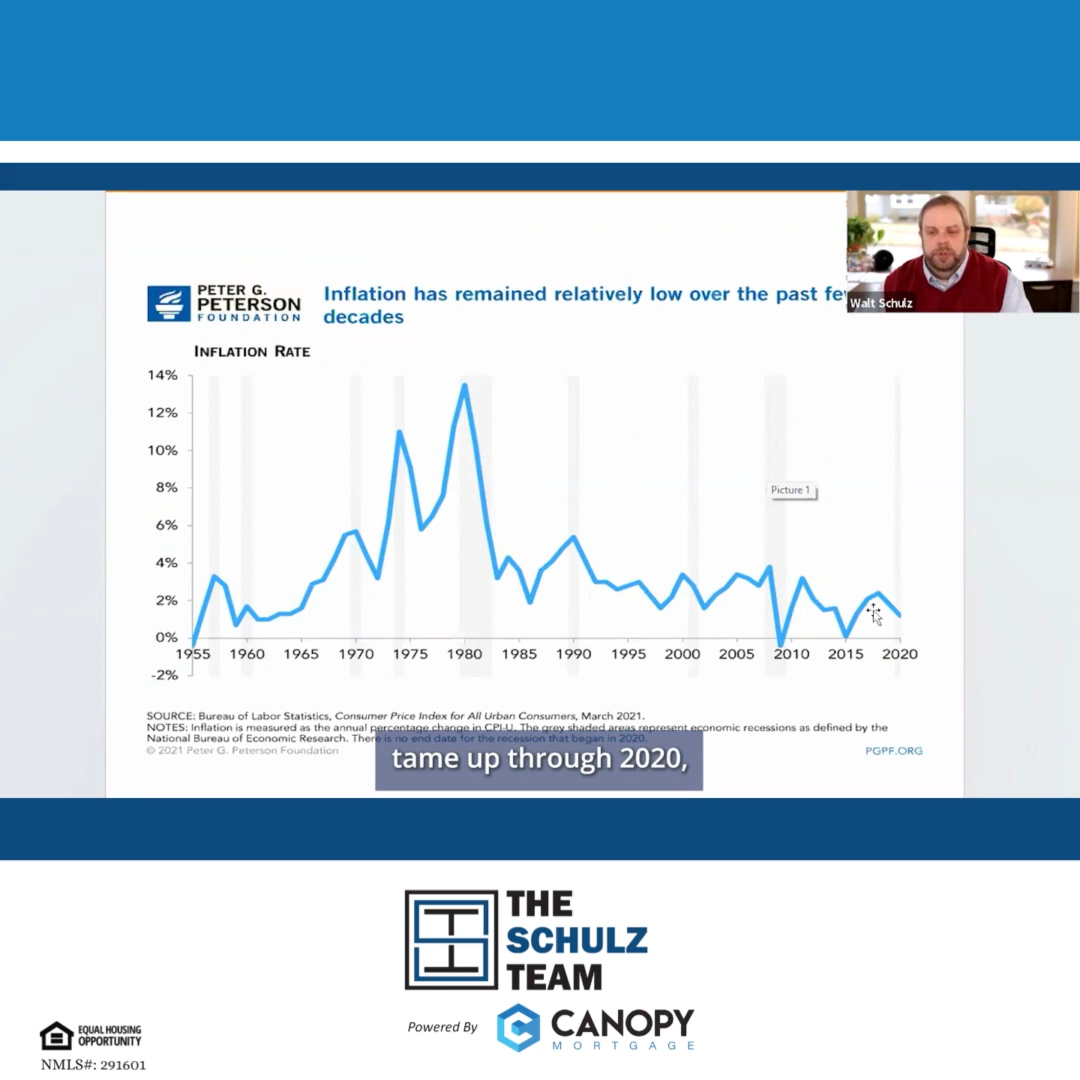 PETER G.
PETERSON
FOUNDATION
Inflation has remained relatively low over the past
decades
Walt Schulz
INFLATION RATE
14%
12%
10%
8%
6%
4%
2%
0%
-2%
Picture 1
1955 1960 1965 1970 1975 1980 1985 1990 1995 2000 2005 2010 2015 2020
SOURCE: Bureau of Labor Statistics, Consumer Price Index for All Urban Consumers, March 2021.
NOTES: Inflation is measured as the annual percentage change in CPI-U. The grey shaded areas represent economic recessions as defined by the
National Bureau of Economic Research. There is no end date for the recession that began in 2020.
© 2021 Peter G. Peterson Foundation
PGPF.ORG
tame up through 2020,
THE
SCHULZ
TEAM
Powered By
CANOPY
MORTGAGE
EQUAL HOUSING
OPPORTUNITY
NMLS#: 291601